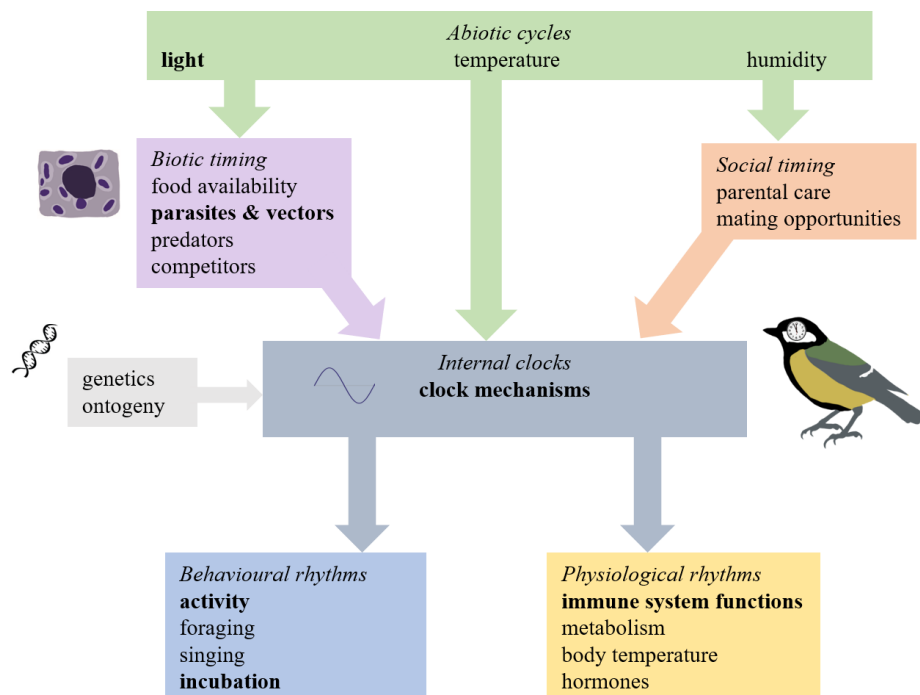 Abiotic cycles
light temperature humidity
Biotic timing
food availability
parasites & vectors
predators
competitors
Social timing
parental care
mating opportunities
genetics
ontogeny
Internal clocks
clock mechanisms
Behavioural rhythms
activity
foraging
singing
incubation
Physiological rhythms
immune system functions
metabolism
body temperature
hormones